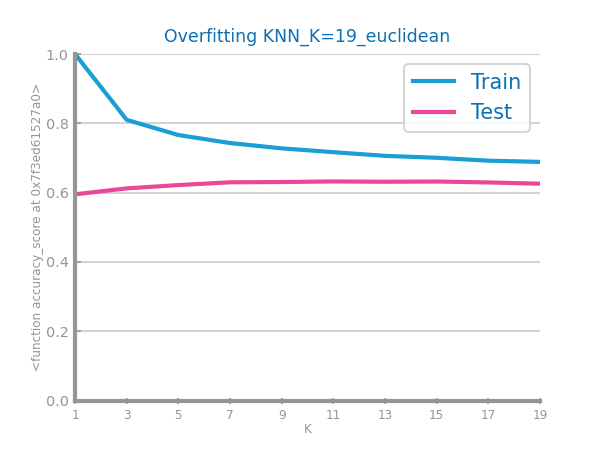 Overfitting KNN_K=19_euclidean
Train
Test
<function accuracy_score at 0x7f3ed61527a0>
1.0
0.8
0.6
0.4
0.2
0.0
1 3 5 7 9 11 13 15 17 19
K